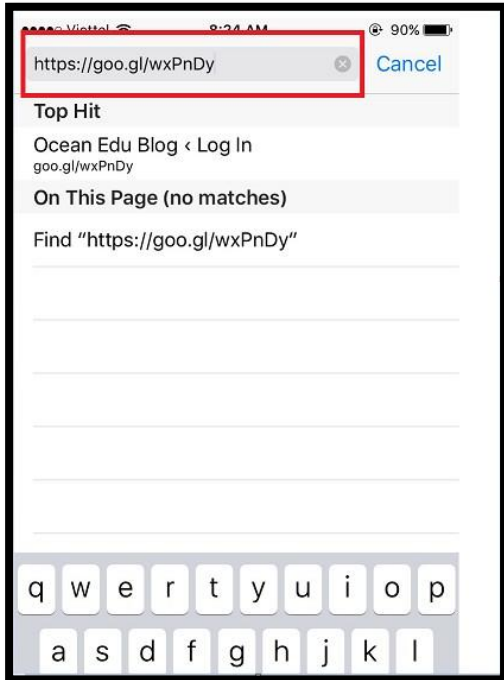 Viettel 8:24 AM 90%
https://goo.gl/wxPnDy Cancel
Top Hit
Ocean Edu Blog ‹ Log In
goo.gl/wxPnDy
On This Page (no matches)
Find “https://goo.gl/wxPnDy”
q w e r t y u i o p
a s d f g h j k l